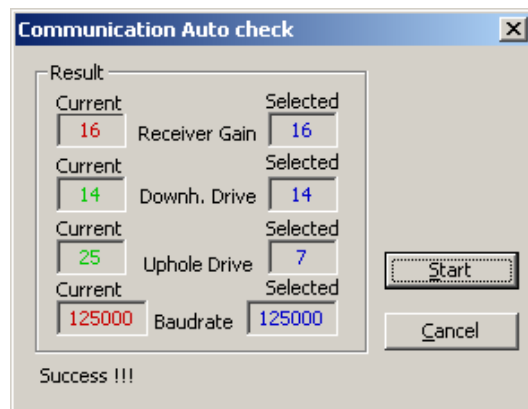 Communication Auto check
Result
Current Selected
16 Receiver Gain 16
Current Selected
14 Downh. Drive 14
Current Selected
25 Uphole Drive 7
Current Selected
125000 Baudrate 125000
Start
Cancel
Success !!!